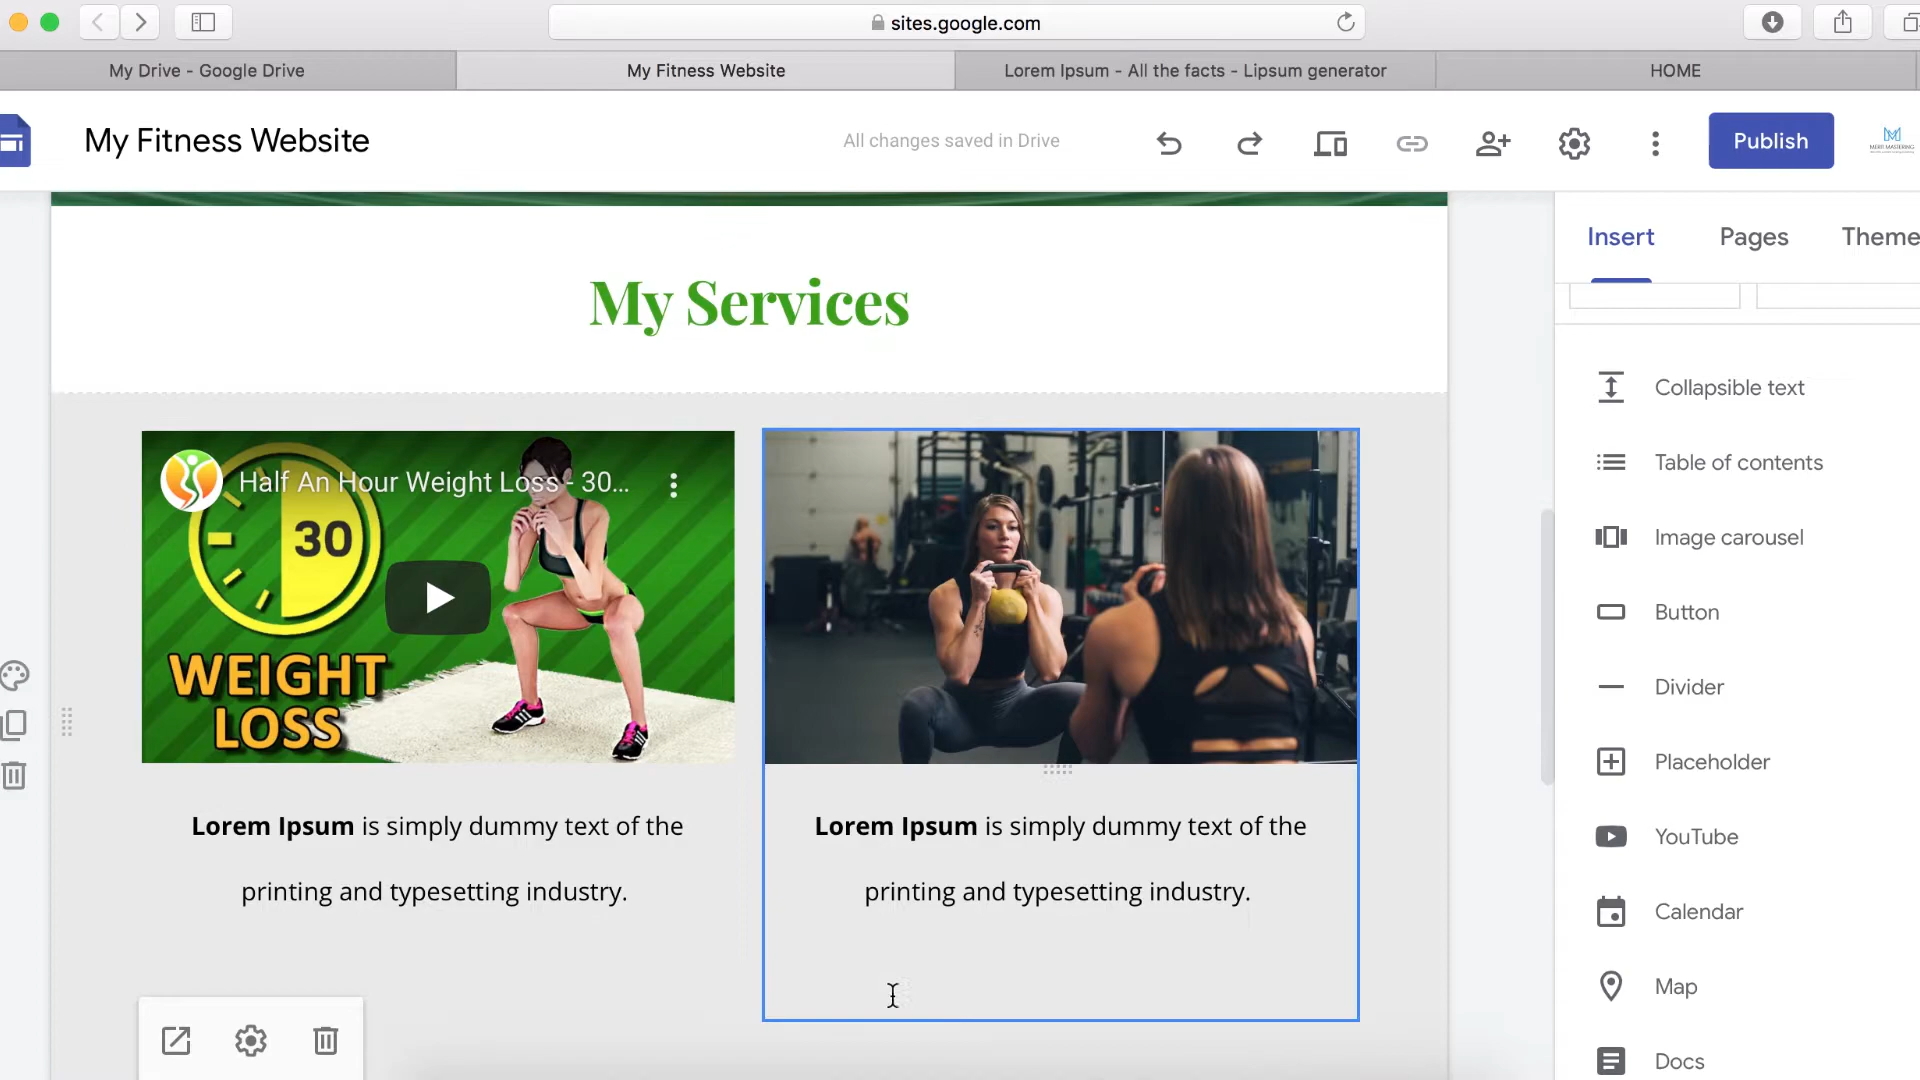 sites.google.com
My Drive - Google Drive
My Fitness Website
Lorem Ipsum - All the facts - Lipsum generator
HOME
My Fitness Website
All changes saved in Drive
Publish
Insert
Pages
Theme
My Services
Collapsible text
Table of contents
Image carousel
Button
Divider
Placeholder
YouTube
Calendar
Map
Docs
Half An Hour Weight Loss - 30...
30
WEIGHT
LOSS
Lorem Ipsum is simply dummy text of the
printing and typesetting industry.
Lorem Ipsum is simply dummy text of the
printing and typesetting industry.